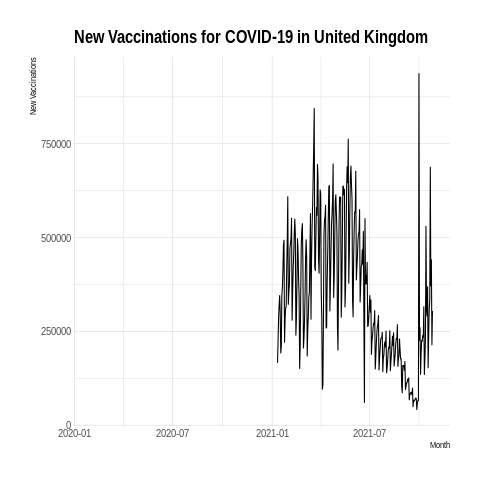 New Vaccinations for COVID-19 in United Kingdom
New Vaccinations
750000
500000
250000
0
2020-01 2020-07 2021-01 2021-07
Month